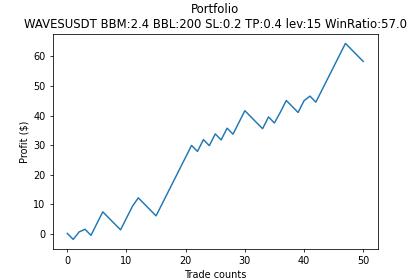 Portfolio
WAVESUSDT BBM:2.4 BBL:200 SL:0.2 TP:0.4 lev:15 WinRatio:57.0
60
50
40
30
20
10
0
Profit ($)
0 10 20 30 40 50
Trade counts